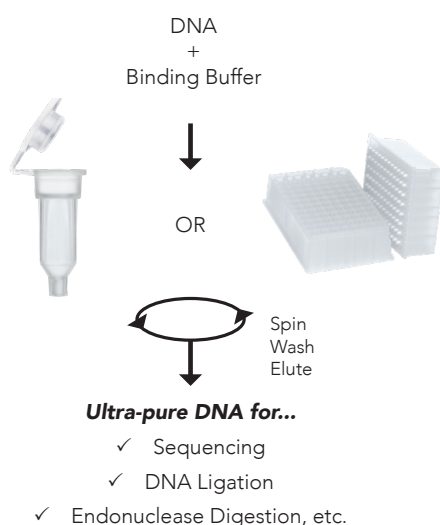 DNA
+
Binding Buffer
OR
Spin
Wash
Elute
Ultra-pure DNA for...
✓ Sequencing
✓ DNA Ligation
✓ Endonuclease Digestion, etc.